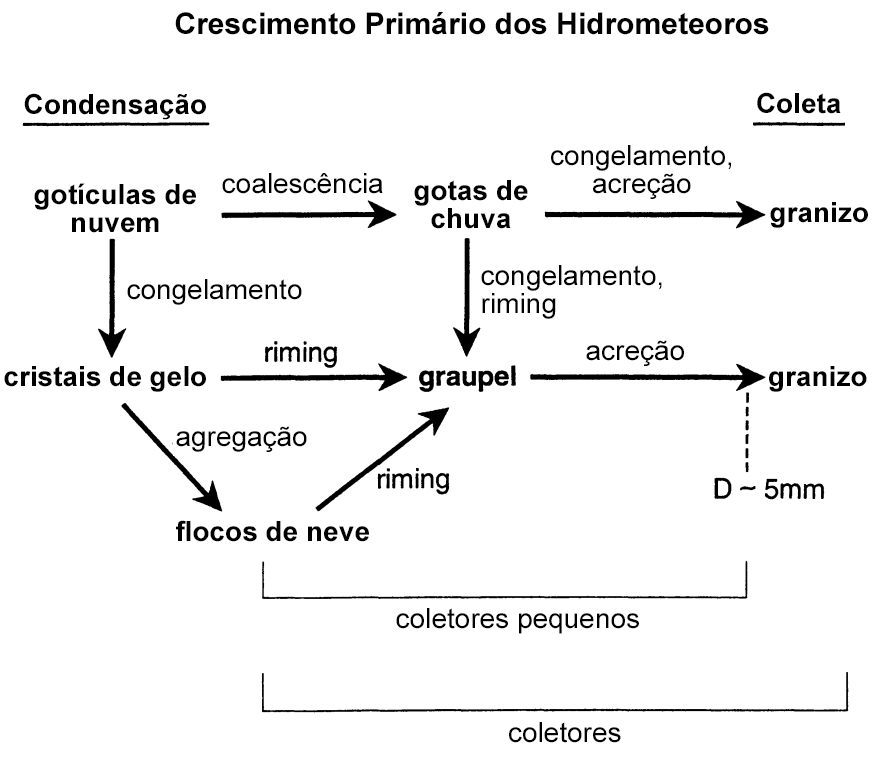 Crescimento Primário dos Hidrometeoros
Condensação
Coleta
gotículas de
nuvem
coalescência
gotas de
chuva
congelamento,
acreção
granizo
congelamento
congelamento,
riming
cristais de gelo
riming
graupel
acreção
granizo
agregação
riming
D ~ 5mm
flocos de neve
coletores pequenos
coletores